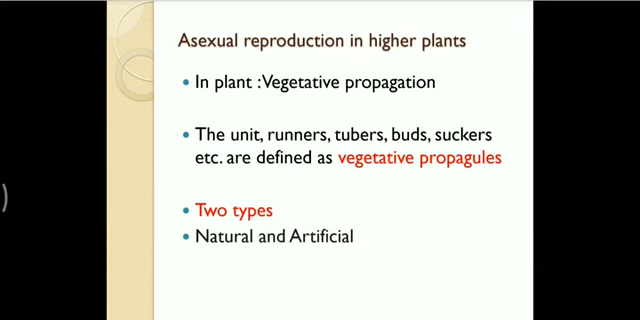 Asexual reproduction in higher plants
In plant :Vegetative propagation
The unit, runners, tubers, buds, suckers
etc. are defined as vegetative propagules
Two types
Natural and Artificial